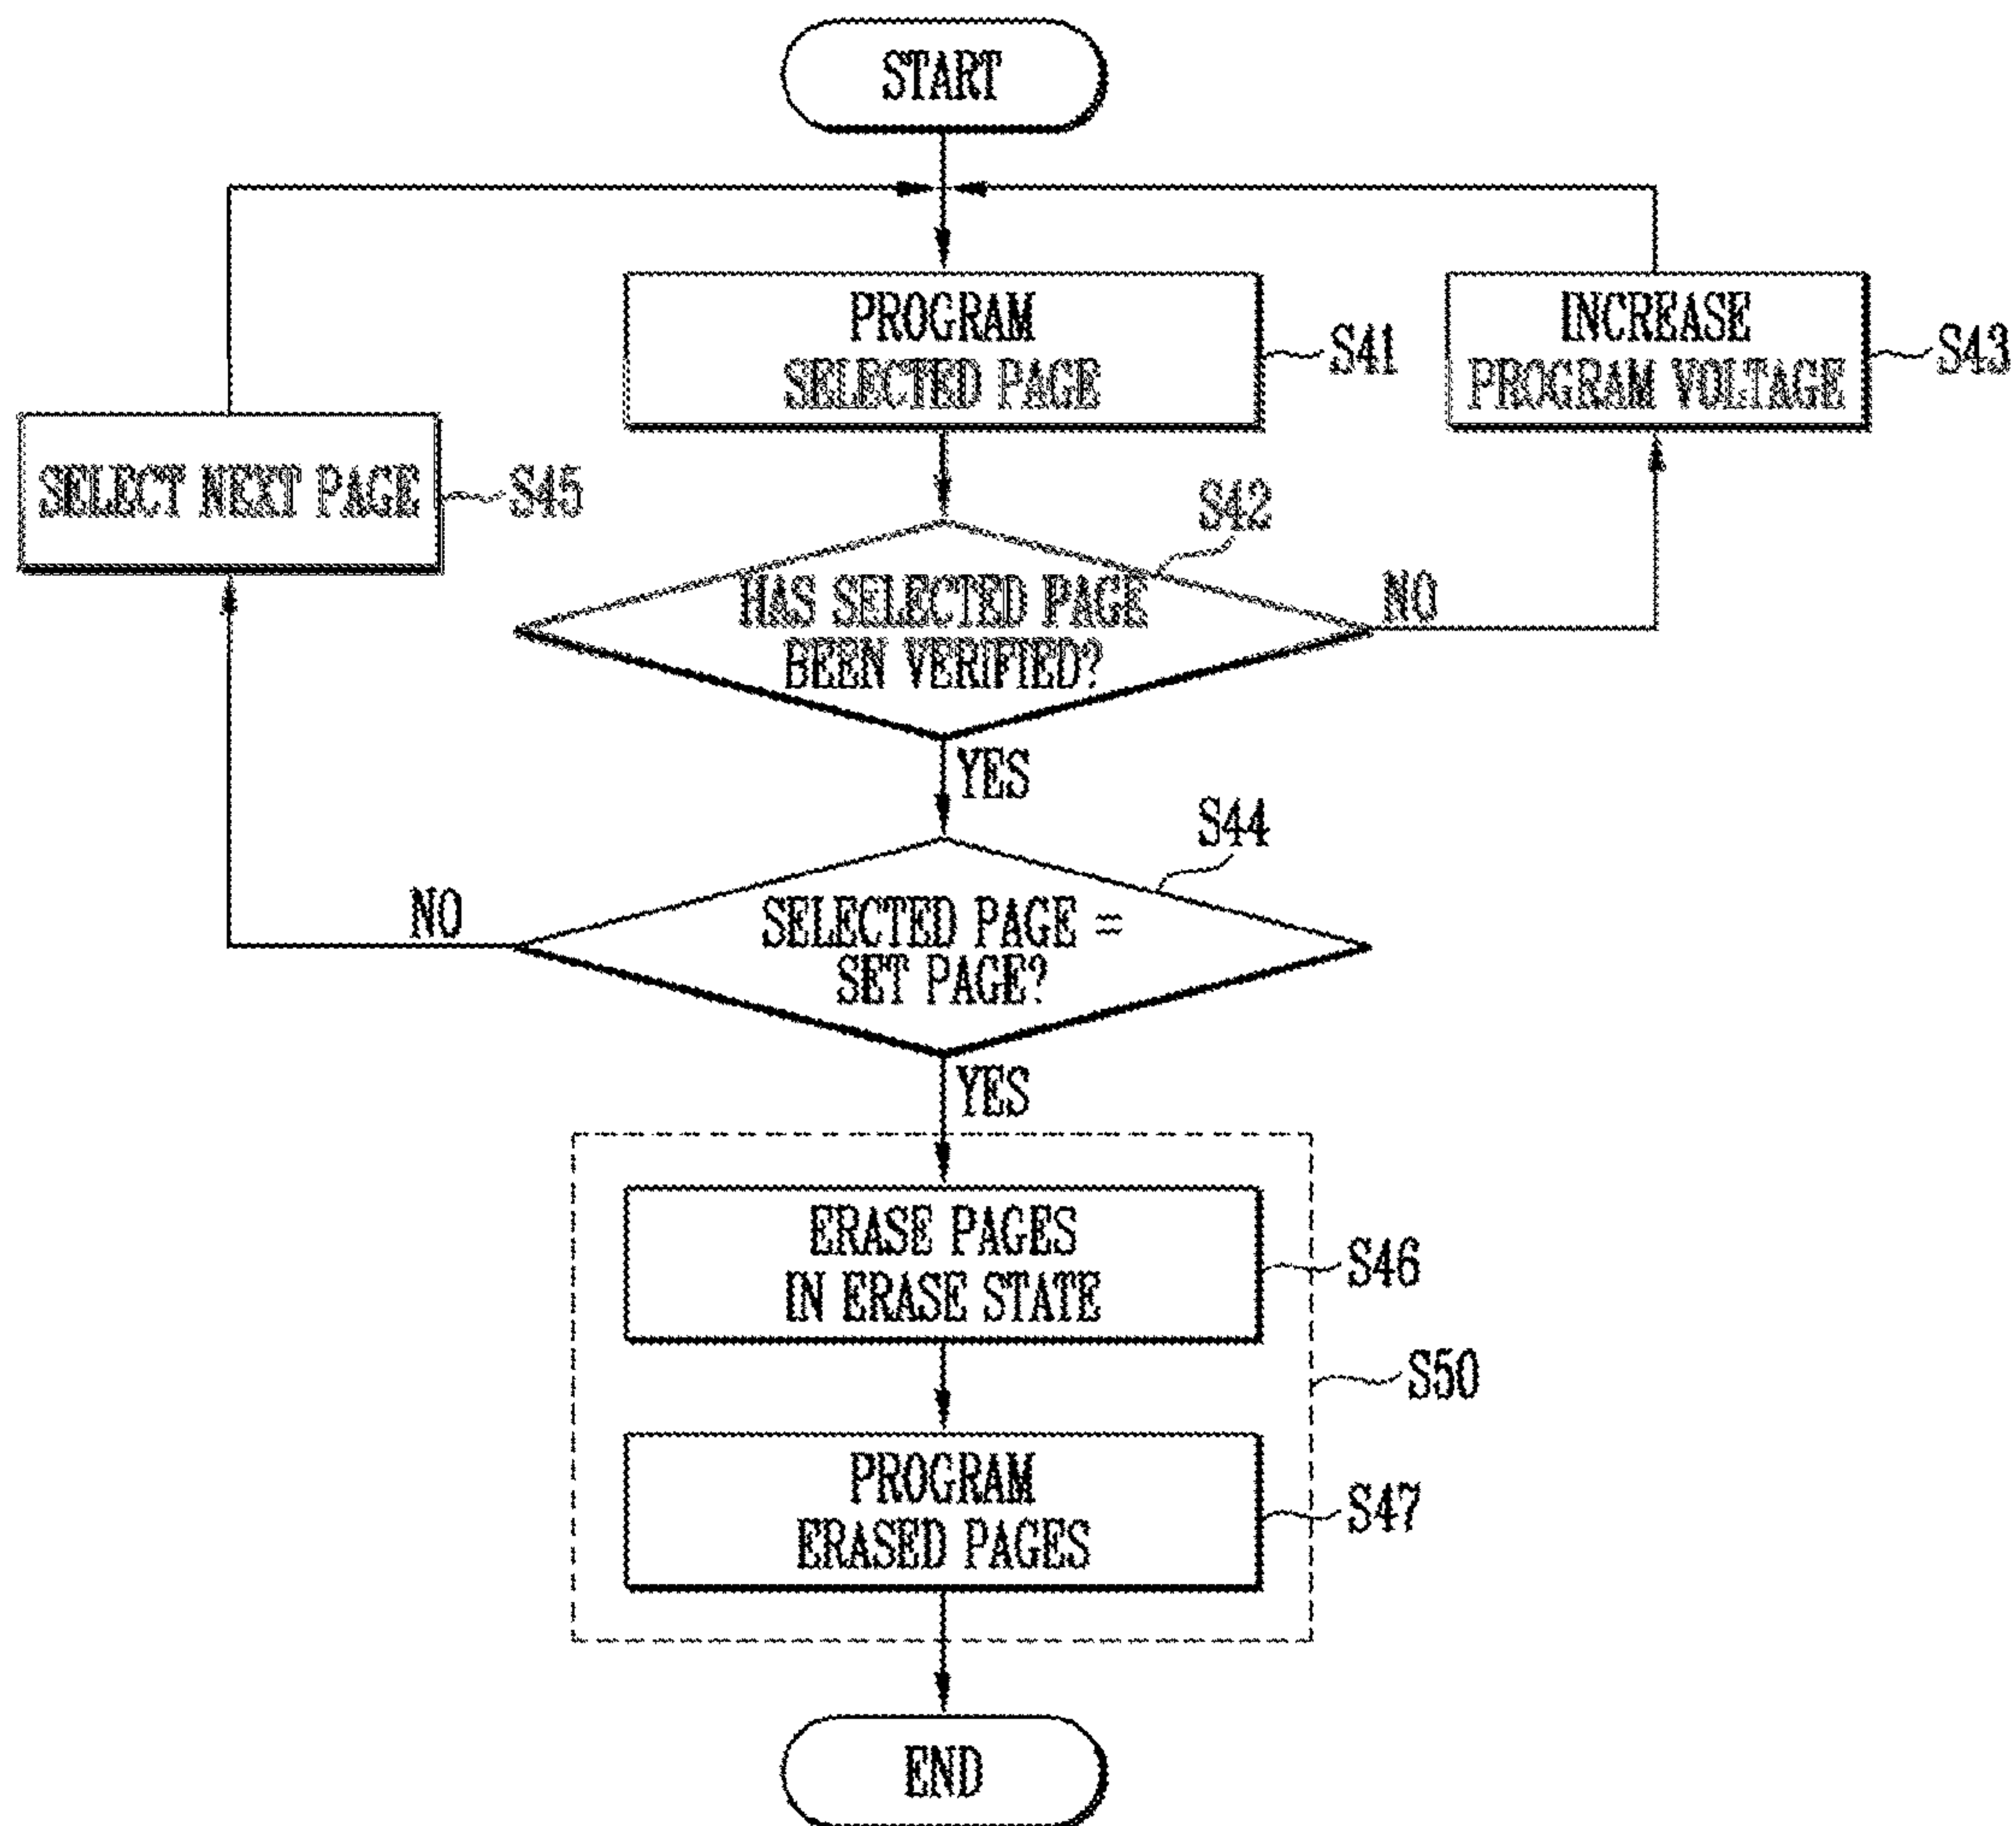 START
PROGRAM
SELECTED PAGE
S41
INCREASE
PROGRAM VOLTAGE
S43
SELECT NEXT PAGE
S45
S42
HAS SELECTED PAGE
BEEN VERIFIED?
NO
YES
S44
NO
SELECTED PAGE =
SET PAGE?
YES
ERASE PAGES
IN ERASE STATE
S46
S50
PROGRAM
ERASED PAGES
S47
END